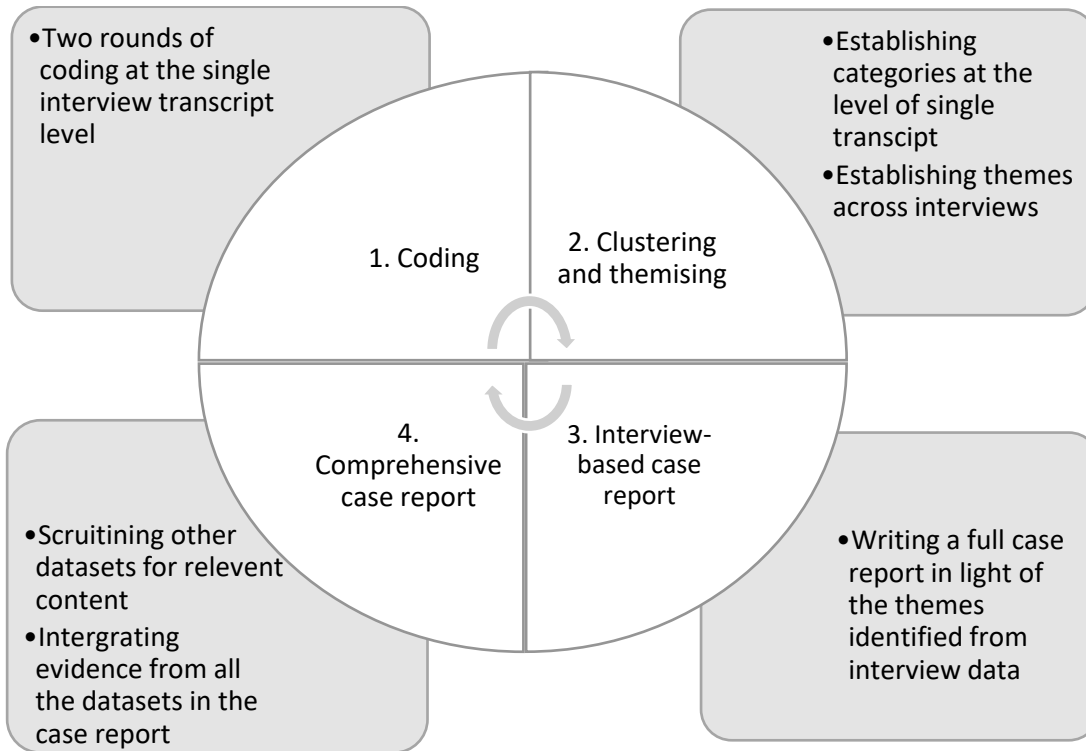 •Two rounds of
coding at the single
interview transcript
level
•Establishing
categories at the
level of single
transcipt
•Establishing themes
across interviews
1. Coding
2. Clustering
and themising
4.
Comprehensive
case report
3. Interview-
based case
report
•Scruitining other
datasets for relevent
content
•Intergrating
evidence from all
the datasets in the
case report
•Writing a full case
report in light of
the themes
identified from
interview data